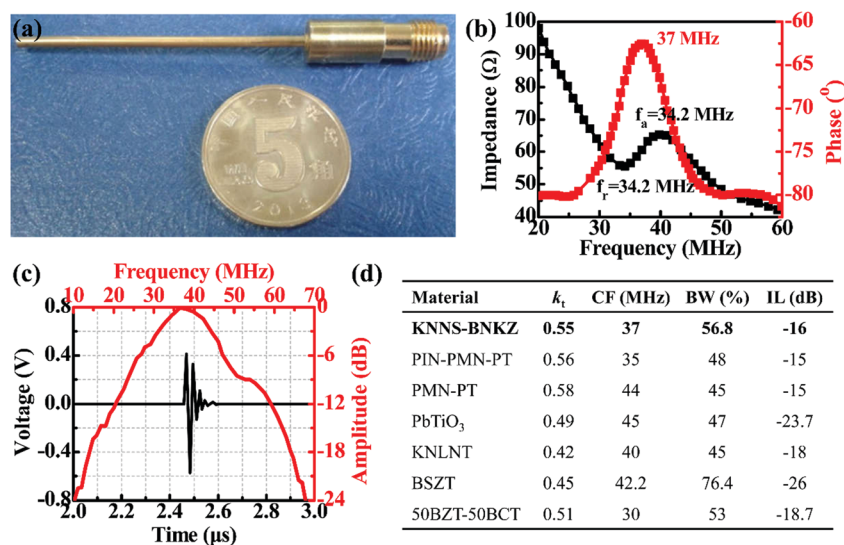 (a)
5
2013
(b)
100
90
80
70
60
50
40
Impedance (Ω)
-60
-65
-70
-75
-80
Phase (°)
37 MHz
fa=34.2 MHz
fr=34.2 MHz
20 30 40 50 60
Frequency (MHz)
(c)
Frequency (MHz)
10 20 30 40 50 60 70
0.8
0.4
0.0
-0.4
-0.8
Voltage (V)
0
-6
-12
-18
-24
Amplitude (dB)
2.0 2.2 2.4 2.6 2.8 3.0
Time (μs)
(d)
Material kt CF (MHz) BW (%) IL (dB)
KNNS-BNKZ 0.55 37 56.8 -16
PIN-PMN-PT 0.56 35 48 -15
PMN-PT 0.58 44 45 -15
PbTiO3 0.49 45 47 -23.7
KNLNT 0.42 40 45 -18
BSZT 0.45 42.2 76.4 -26
50BZT-50BCT 0.51 30 53 -18.7